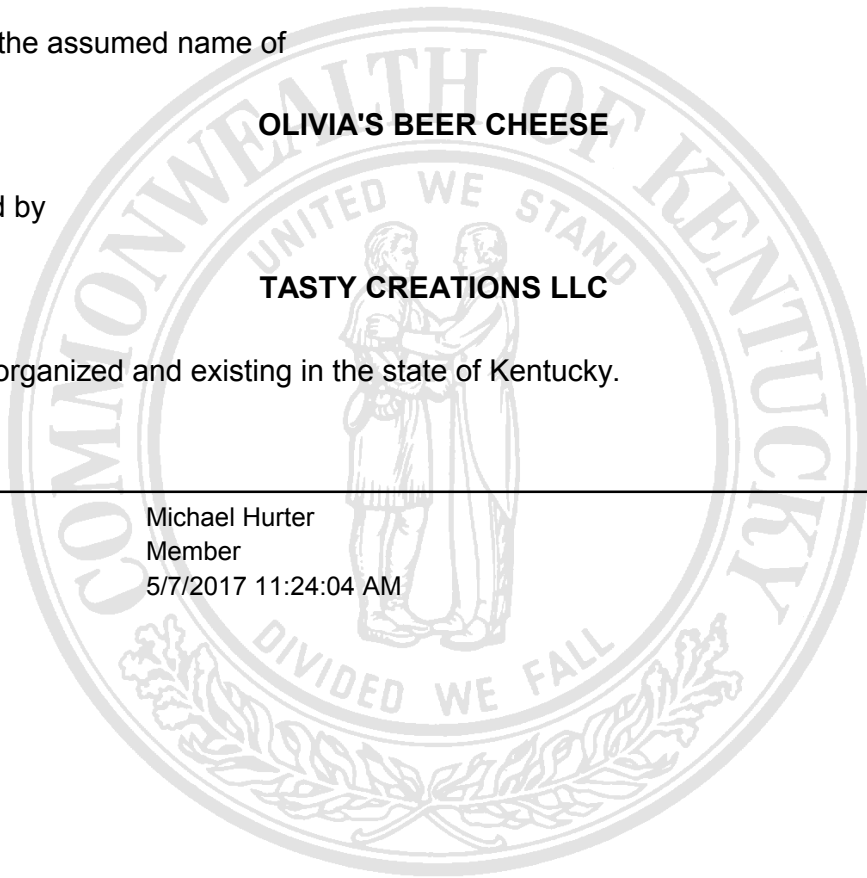 the assumed name of
OLIVIA'S BEER CHEESE
d by
TASTY CREATIONS LLC
organized and existing in the state of Kentucky.
Michael Hurter
Member
5/7/2017 11:24:04 AM
COMMONWEALTH OF KENTUCKY
UNITED WE STAND
DIVIDED WE FALL